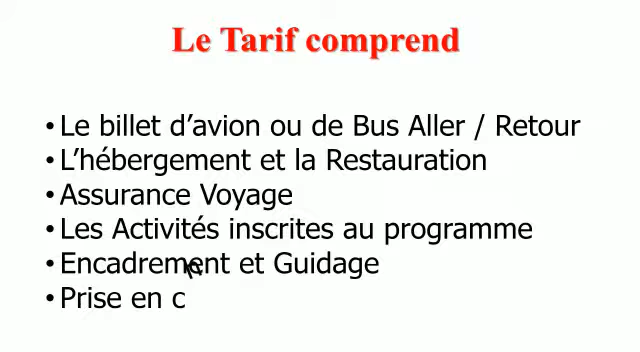 Le Tarif comprend
• Le billet d’avion ou de Bus Aller / Retour
• L’hébergement et la Restauration
• Assurance Voyage
• Les Activités inscrites au programme
• Encadrement et Guidage
• Prise en c